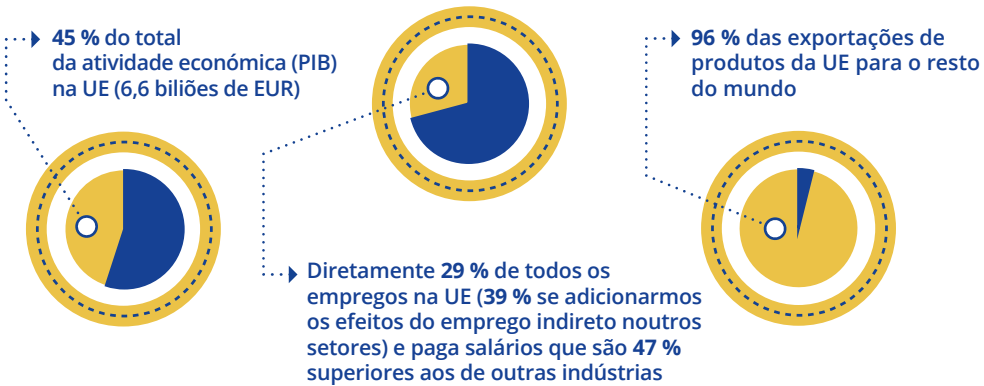 45 % do total
da atividade económica (PIB)
na UE (6,6 biliões de EUR)
96 % das exportações de
produtos da UE para o resto
do mundo
Diretamente 29 % de todos os
empregos na UE (39 % se adicionarmos
os efeitos do emprego indireto noutros
setores) e paga salários que são 47 %
superiores aos de outras indústrias